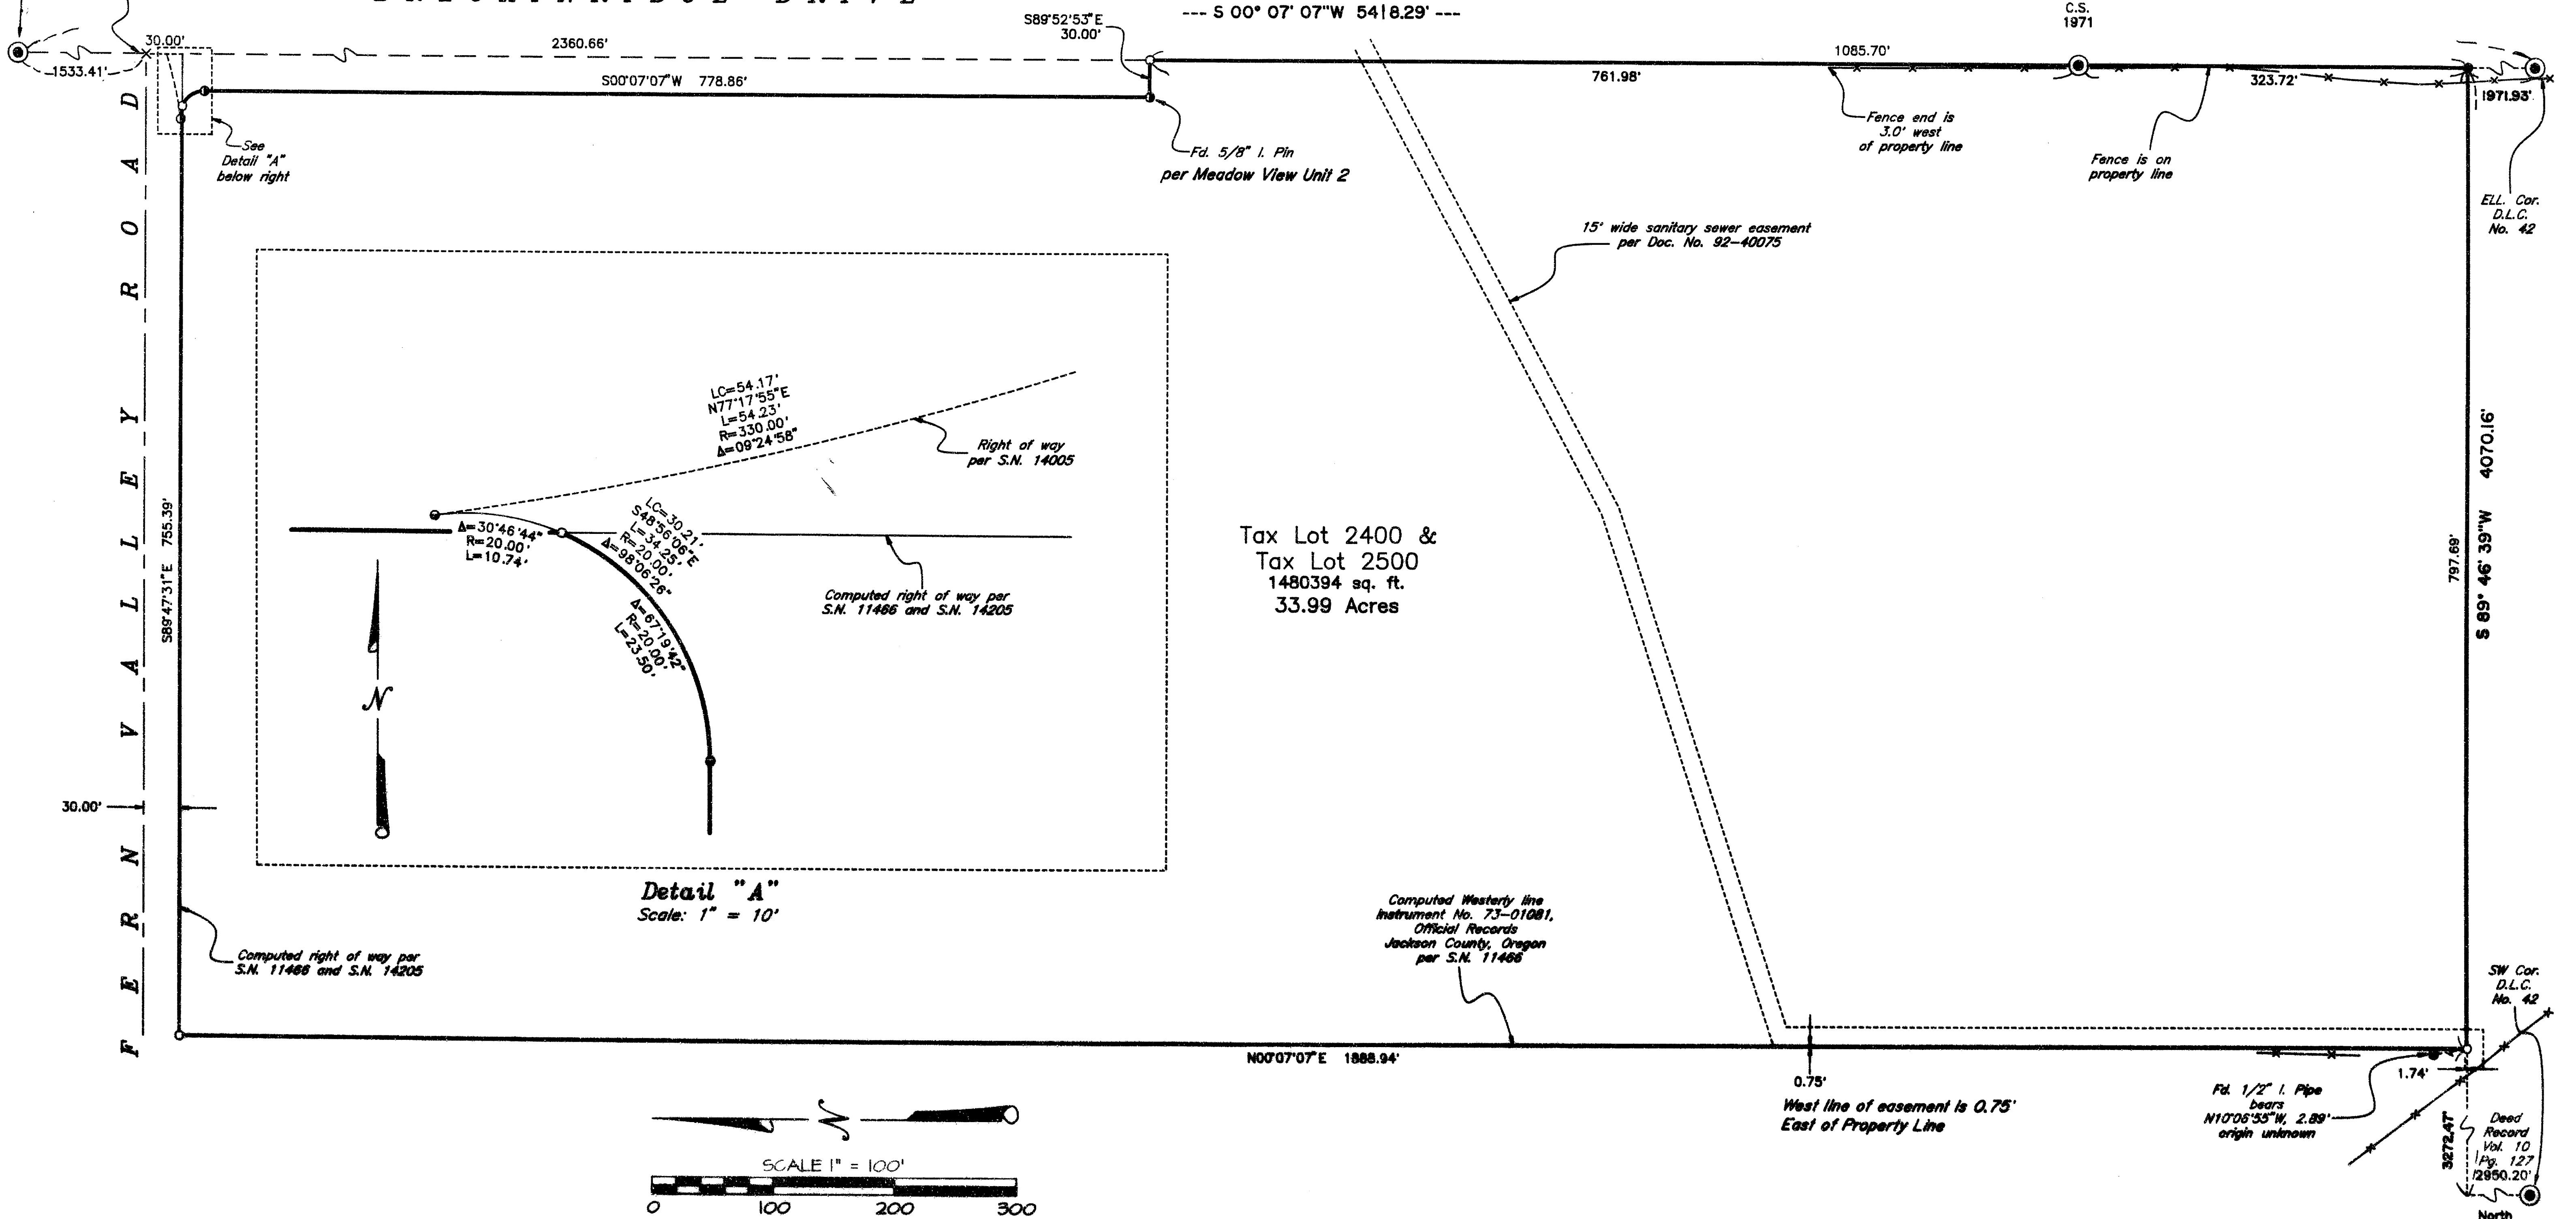 --- S 00° 07' 07"W 5418.29' ---
C.S.
1971
S89°52'53"E
30.00'
30.00'
2360.66'
1085.70'
1533.41'
S00°07'07"W 778.86'
761.98'
323.72'
1971.93'
See
Detail "A"
below right
Fd. 5/8" I. Pin
per Meadow View Unit 2
Fence end is
3.0' west
of property line
Fence is on
property line
ELL. Cor.
D.L.C.
No. 42
15' wide sanitary sewer easement
per Doc. No. 92-40075
FERN VALLEY ROAD
S89°47'31"E 755.39'
30.00'
LC=54.17'
N77°17'55"E
L=54.23'
R=330.00'
Δ=09°24'58"
Right of way
per S.N. 14005
Δ=30°46'44"
R=20.00'
L=10.74'
LC=30.21'
S48°56'06"E
L=34.25'
R=20.00'
Δ=98°06'26"
Δ=67°19'42"
R=20.00'
L=23.50'
Computed right of way per
S.N. 11466 and S.N. 14205
N
Detail "A"
Scale: 1" = 10'
Tax Lot 2400 &
Tax Lot 2500
1480394 sq. ft.
33.99 Acres
797.69'
S 89° 46' 39"W 4070.16'
Computed right of way per
S.N. 11466 and S.N. 14205
Computed Westerly line
Instrument No. 73-01081,
Official Records
Jackson County, Oregon
per S.N. 11466
N00°07'07"E 1888.94'
0.75'
West line of easement is 0.75'
East of Property Line
SW Cor.
D.L.C.
No. 42
1.74'
Fd. 1/2" I. Pipe
bears
N10°06'55"W, 2.89'
origin unknown
3272.47'
Deed
Record
Vol. 10
Pg. 127
2950.20'
North
N
SCALE 1" = 100'
0 100 200 300